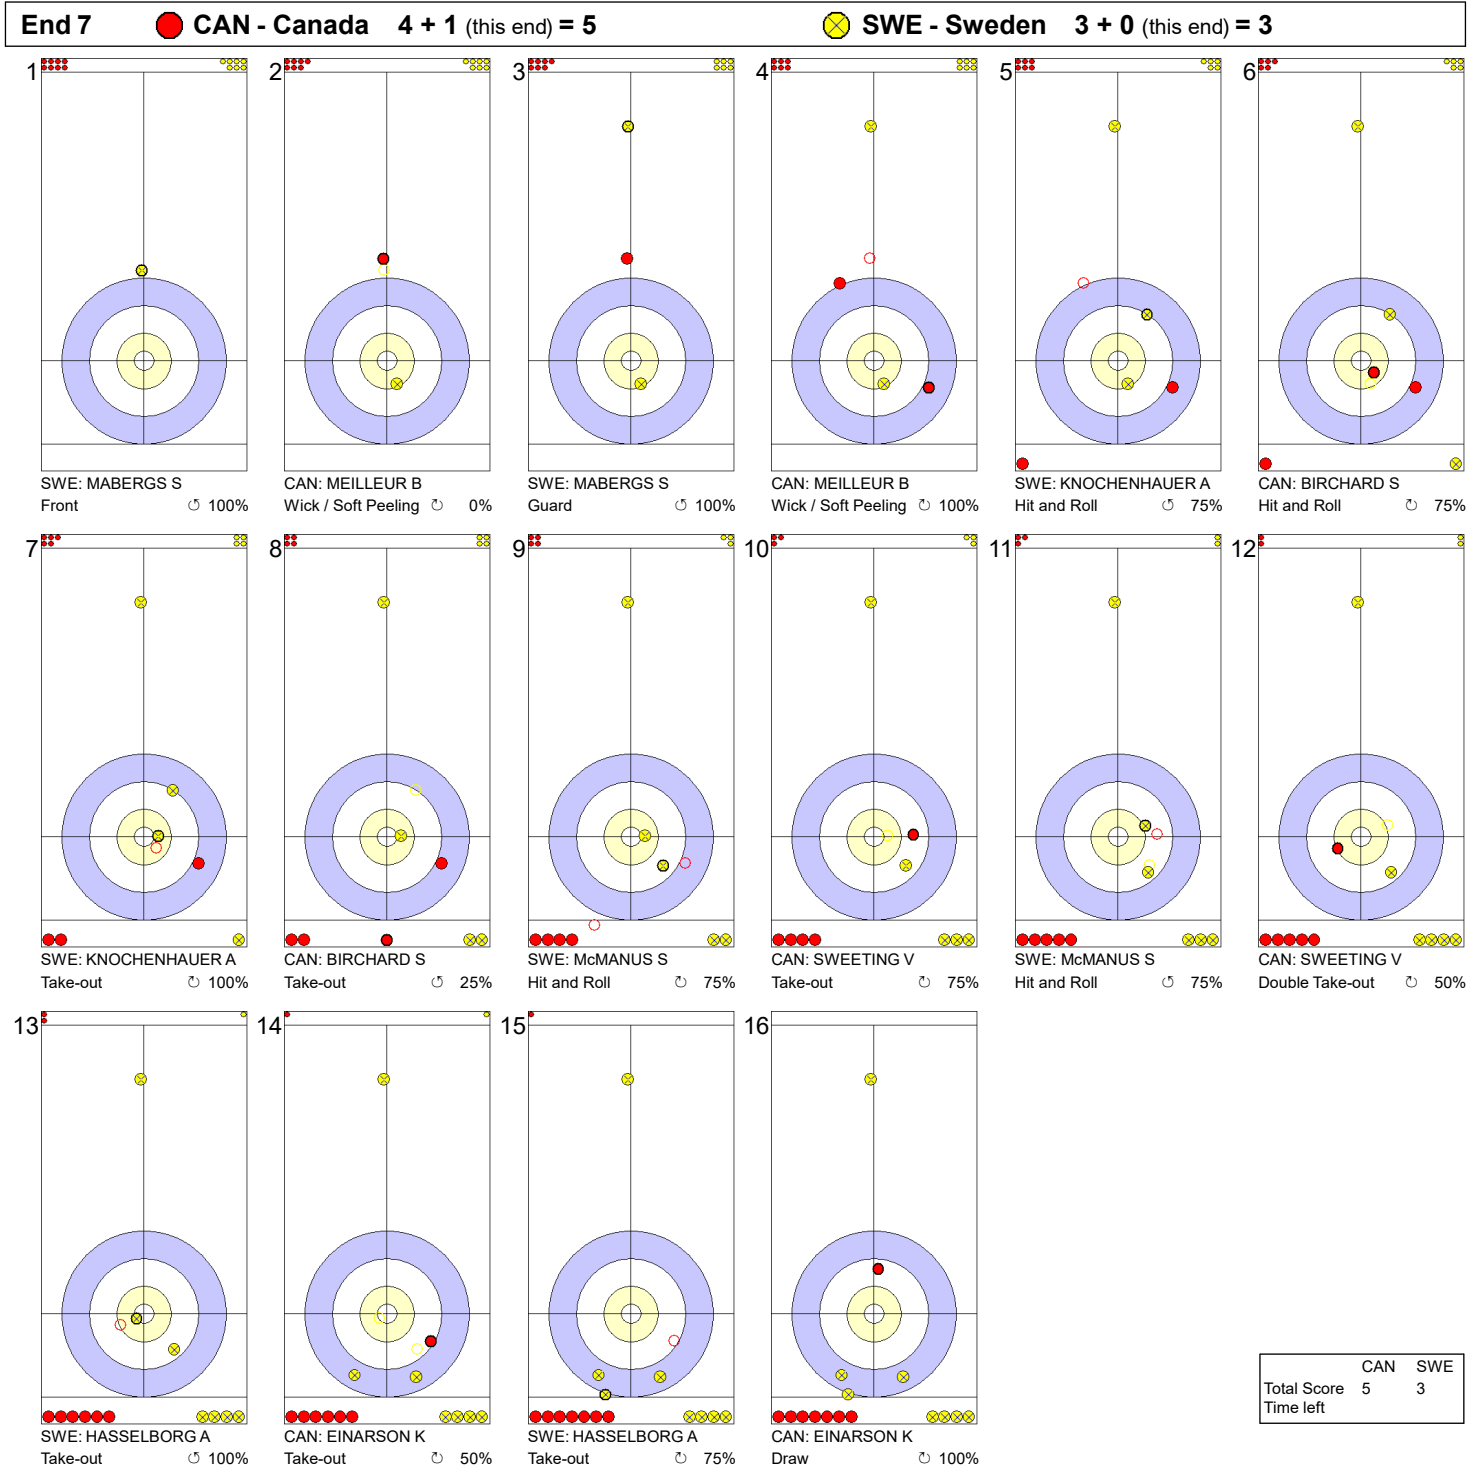 End 7 CAN - Canada 4 + 1 (this end) = 5 SWE - Sweden 3 + 0 (this end) = 3
1 2 3 4 5 6
SWE: MABERGS S CAN: MEILLEUR B SWE: MABERGS S CAN: MEILLEUR B SWE: KNOCHENHAUER A CAN: BIRCHARD S
Front ↺ 100% Wick / Soft Peeling ↻ 0% Guard ↺ 100% Wick / Soft Peeling ↻ 100% Hit and Roll ↺ 75% Hit and Roll ↻ 75%
7 8 9 10 11 12
SWE: KNOCHENHAUER A CAN: BIRCHARD S SWE: McMANUS S CAN: SWEETING V SWE: McMANUS S CAN: SWEETING V
Take-out ↻ 100% Take-out ↺ 25% Hit and Roll ↻ 75% Take-out ↻ 75% Hit and Roll ↺ 75% Double Take-out ↻ 50%
13 14 15 16
SWE: HASSELBORG A CAN: EINARSON K SWE: HASSELBORG A CAN: EINARSON K
Take-out ↺ 100% Take-out ↺ 50% Take-out ↻ 75% Draw ↻ 100%
CAN SWE
Total Score 5 3
Time left